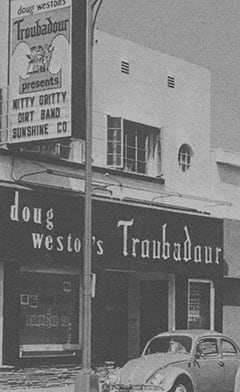 doug weston's
Troubadour
presents
NITTY GRITTY
DIRT BAND
SUNSHINE CO
doug
weston's Troubadour